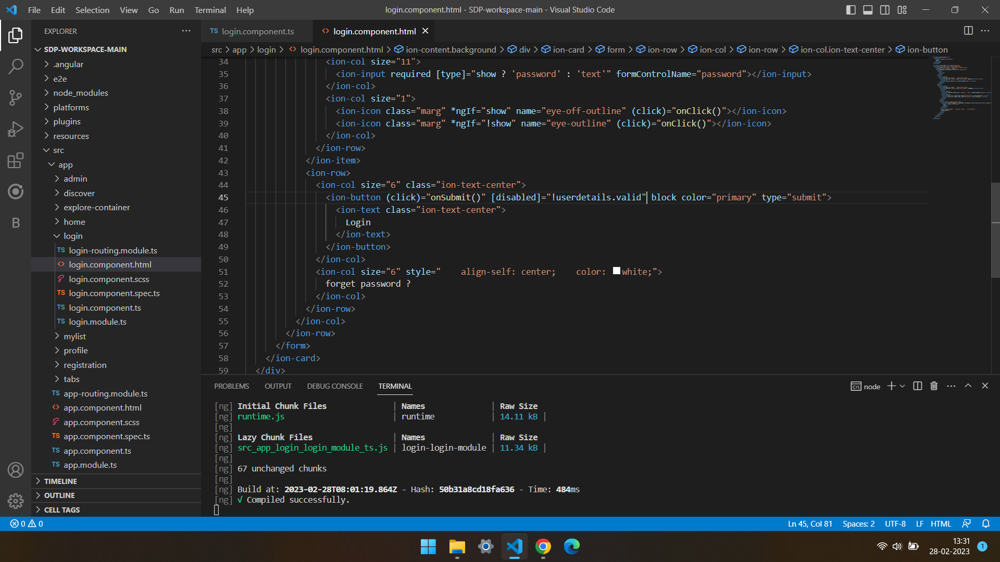 File Edit Selection View Go Run Terminal Help
login.component.html - SDP-workspace-main - Visual Studio Code
EXPLORER
SDP-WORKSPACE-MAIN
.angular
e2e
node_modules
platforms
plugins
resources
src
app
admin
discover
explore-container
home
login
TS login-routing.module.ts
<> login.component.html
login.component.scss
TS login.component.spec.ts
TS login.component.ts
TS login.module.ts
mylist
profile
registration
tabs
TS app-routing.module.ts
<> app.component.html
app.component.scss
TS app.component.spec.ts
TS app.component.ts
TS app.module.ts
TIMELINE
OUTLINE
CELL TAGS
B
TS login.component.ts
<> login.component.html
src > app > login > <> login.component.html > ion-content.background > div > ion-card > form > ion-row > ion-col > ion-row > ion-col.ion-text-center > ion-button
34 <ion-col size="11">
35 <ion-input required [type]="show ? 'password' : 'text'" formControlName="password"></ion-input>
36 </ion-col>
37 <ion-col size="1">
38 <ion-icon class="marg" *ngIf="show" name="eye-off-outline" (click)="onClick()"></ion-icon>
39 <ion-icon class="marg" *ngIf="!show" name="eye-outline" (click)="onClick()"></ion-icon>
40 </ion-col>
41 </ion-row>
42 </ion-item>
43 <ion-row>
44 <ion-col size="6" class="ion-text-center">
45 <ion-button (click)="onSubmit()" [disabled]="!userdetails.valid" block color="primary" type="submit">
46 <ion-text class="ion-text-center">
47 Login
48 </ion-text>
49 </ion-button>
50 </ion-col>
51 <ion-col size="6" style="    align-self: center;    color: white;">
52 forget password ?
53 </ion-col>
54 </ion-row>
55 </ion-col>
56 </ion-row>
57 </form>
58 </ion-card>
59 </div>
PROBLEMS OUTPUT DEBUG CONSOLE TERMINAL
node
[ng] Initial Chunk Files | Names | Raw Size
[ng] runtime.js | runtime | 14.11 kB |
[ng]
[ng] Lazy Chunk Files | Names | Raw Size
[ng] src_app_login_login_module_ts.js | login-login-module | 11.34 kB |
[ng]
[ng] 67 unchanged chunks
[ng]
[ng] Build at: 2023-02-28T08:01:19.864Z - Hash: 50b31a8cd18fa636 - Time: 484ms
[ng] √ Compiled successfully.
0 0
Ln 45, Col 81 Spaces: 2 UTF-8 LF HTML
13:31
28-02-2023
1